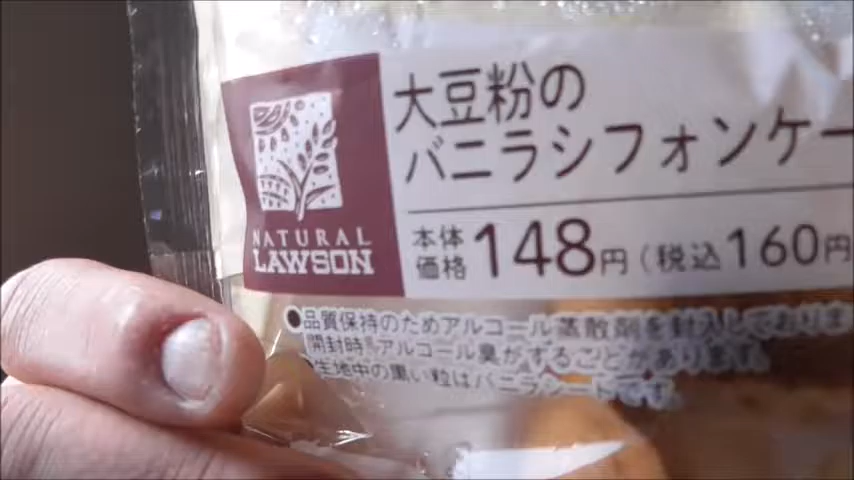 大豆粉の
バニラシフォンケー
NATURAL
LAWSON
本体
価格 148円(税込160円
●品質保持のためアルコール蒸散剤を封入しておりま
開封時、アルコール臭がすることがあります。
●生地中の黒い粒はバニラシードです。